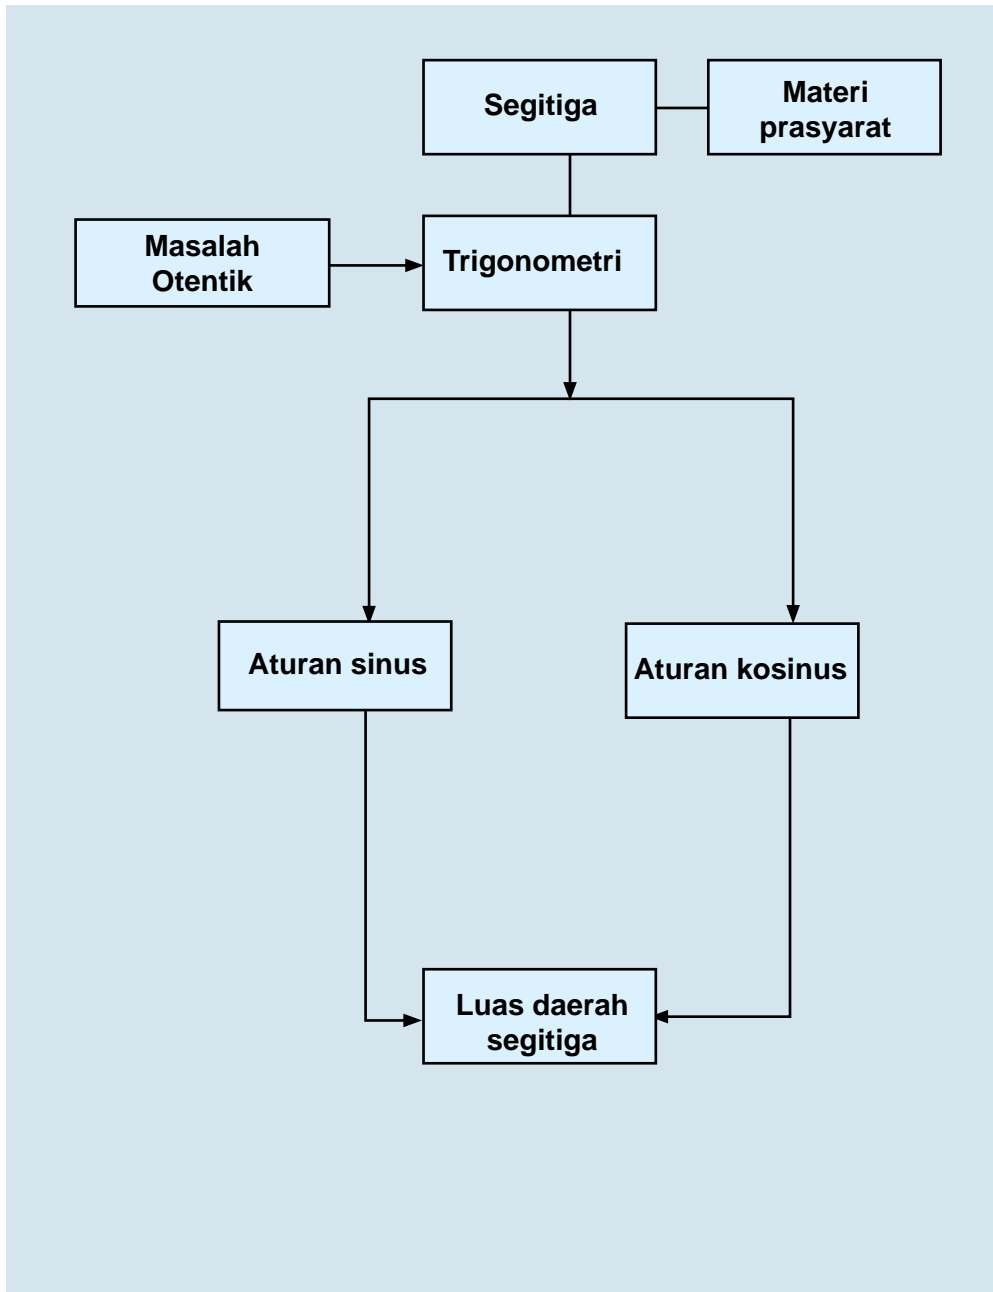 Segitiga
Materi
prasyarat
Masalah
Otentik
Trigonometri
Aturan sinus
Aturan kosinus
Luas daerah
segitiga